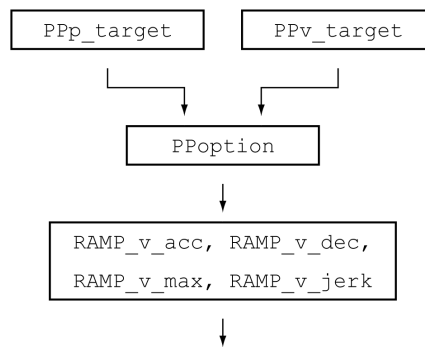 PPp_target
PPv_target
PPoption
RAMP_v_acc, RAMP_v_dec,
RAMP_v_max, RAMP_v_jerk